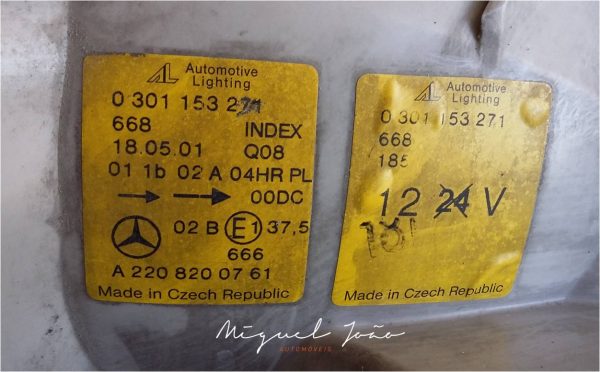 Automotive
Lighting
0 301 153 271
668 INDEX
18.05.01 Q08
01 1b 02 A 04HR PL
00DC
02 B E1 37,5
666
A 220 820 07 61
Made in Czech Republic
Automotive
Lighting
0 301 153 271
668
185
12 24 V
181
Made in Czech Republic
Miguel João
AUTOMÓVEIS